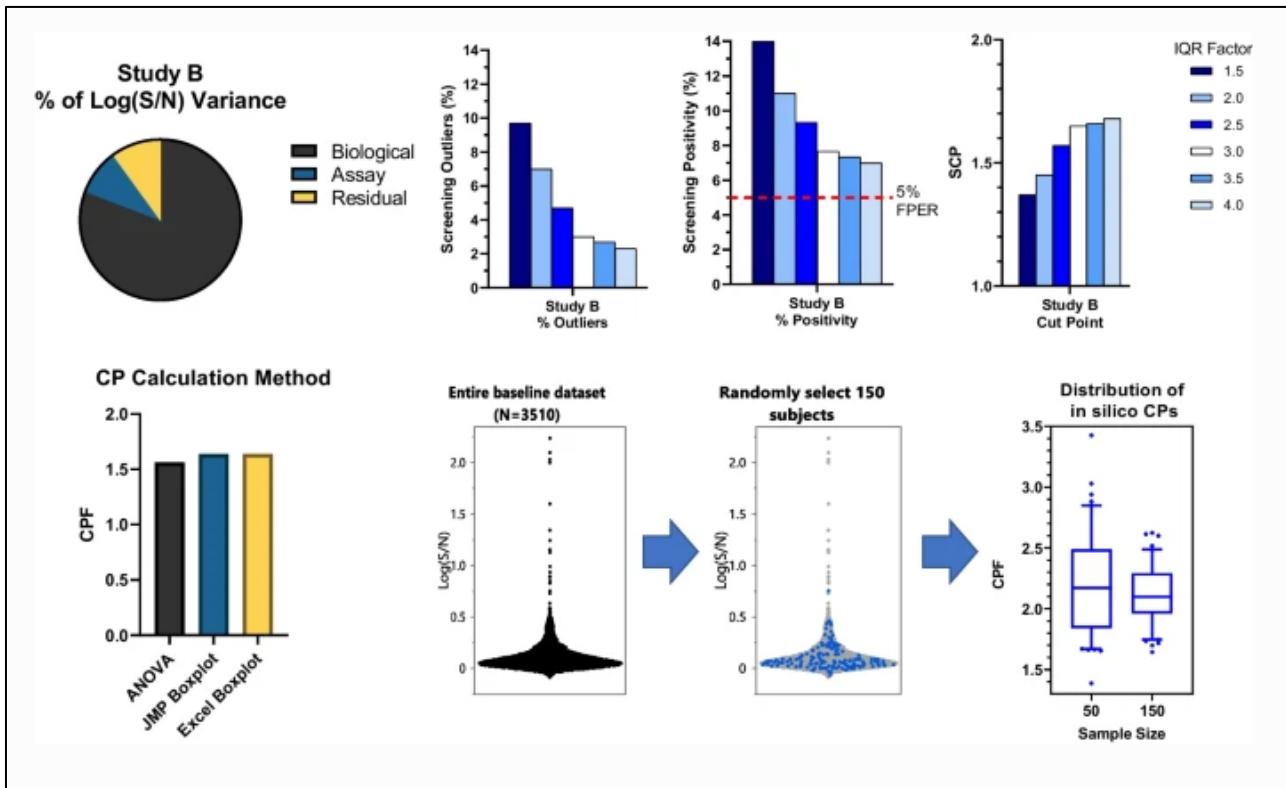 Study B
% of Log(S/N) Variance
Biological
Assay
Residual
Screening Outliers (%)
14
12
10
8
6
4
2
0
Study B
% Outliers
Screening Positivity (%)
14
12
10
8
6
4
2
0
5%
FPER
Study B
% Positivity
SCP
2.0
1.5
1.0
Study B
Cut Point
IQR Factor
1.5
2.0
2.5
3.0
3.5
4.0
CP Calculation Method
CPF
2.0
1.5
1.0
0.5
0.0
ANOVA
JMP Boxplot
Excel Boxplot
Entire baseline dataset
(N=3510)
Log(S/N)
2.0
1.5
1.0
0.5
0
Randomly select 150
subjects
Log(S/N)
2.0
1.5
1.0
0.5
0
Distribution of
in silico CPs
CPF
3.5
3.0
2.5
2.0
1.5
50
150
Sample Size